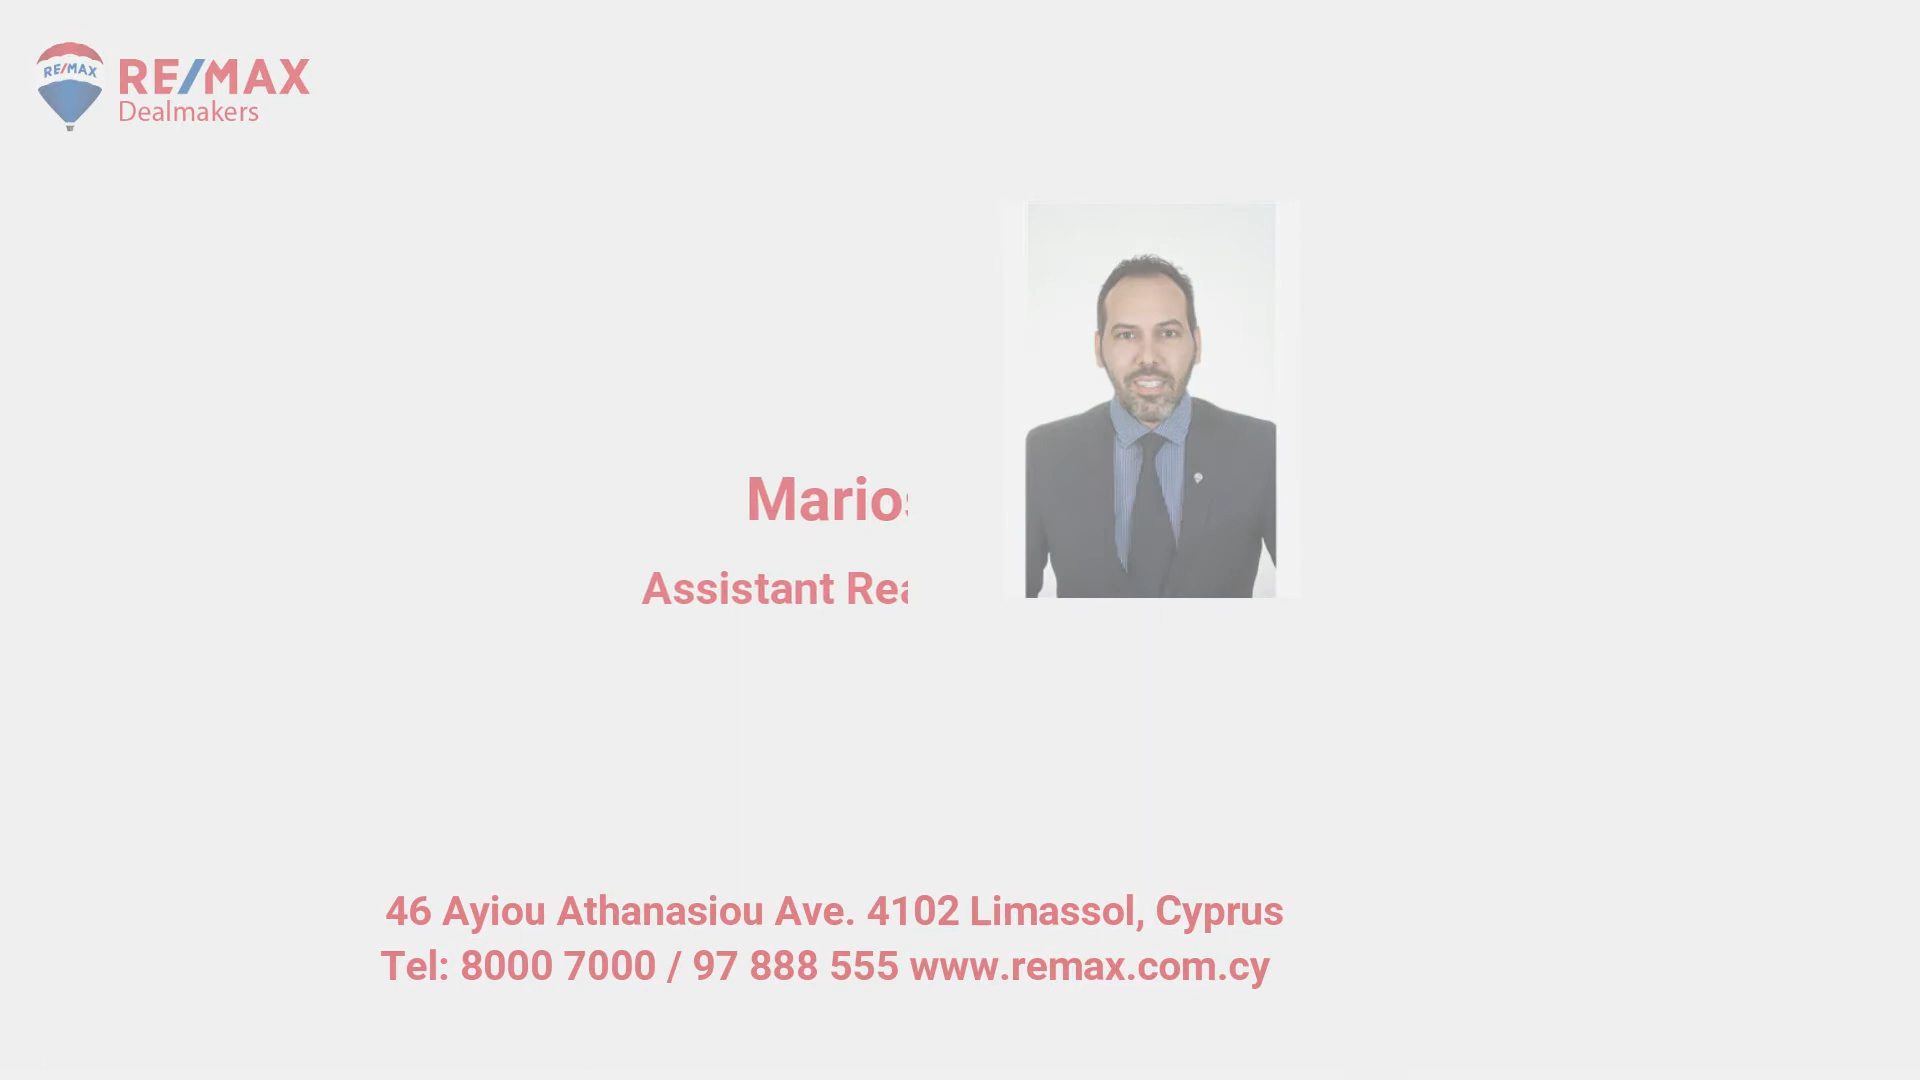 RE/MAX
RE/MAX
Dealmakers
Mario
Assistant Rea
46 Ayiou Athanasiou Ave. 4102 Limassol, Cyprus
Tel: 8000 7000 / 97 888 555 www.remax.com.cy